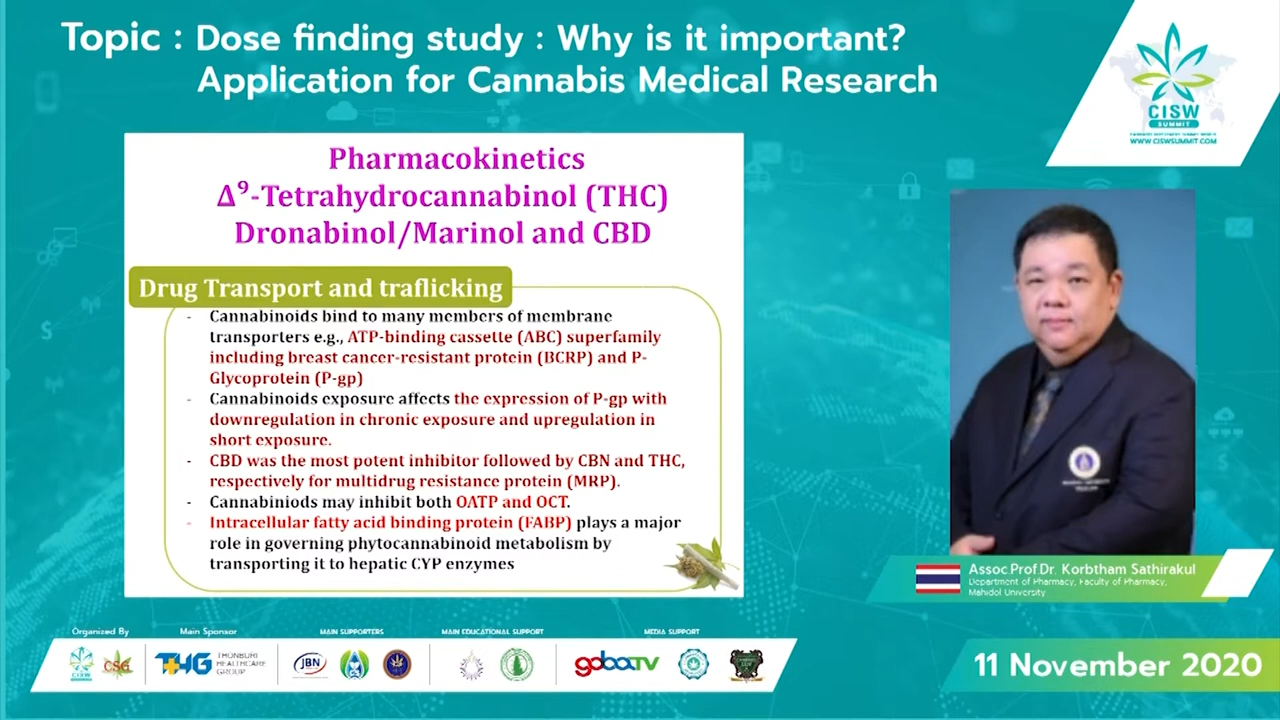 Topic : Dose finding study : Why is it important?
Application for Cannabis Medical Research
CISW
SUMMIT
WWW.CISWSUMMIT.COM
Pharmacokinetics
Δ⁹-Tetrahydrocannabinol (THC)
Dronabinol/Marinol and CBD
Drug Transport and traflicking
- Cannabinoids bind to many members of membrane
transporters e.g., ATP-binding cassette (ABC) superfamily
including breast cancer-resistant protein (BCRP) and P-
Glycoprotein (P-gp)
- Cannabinoids exposure affects the expression of P-gp with
downregulation in chronic exposure and upregulation in
short exposure.
- CBD was the most potent inhibitor followed by CBN and THC,
respectively for multidrug resistance protein (MRP).
- Cannabiniods may inhibit both OATP and OCT.
- Intracellular fatty acid binding protein (FABP) plays a major
role in governing phytocannabinoid metabolism by
transporting it to hepatic CYP enzymes
Assoc.Prof.Dr. Korbtham Sathirakul
Department of Pharmacy, Faculty of Pharmacy,
Mahidol University
Organized By
Main Sponsor
MAIN SUPPORTERS
MAIN EDUCATIONAL SUPPORT
MEDIA SUPPORT
CISW
CSG
THG
THONBURI
HEALTHCARE
GROUP
JBN
gobaTV
11 November 2020